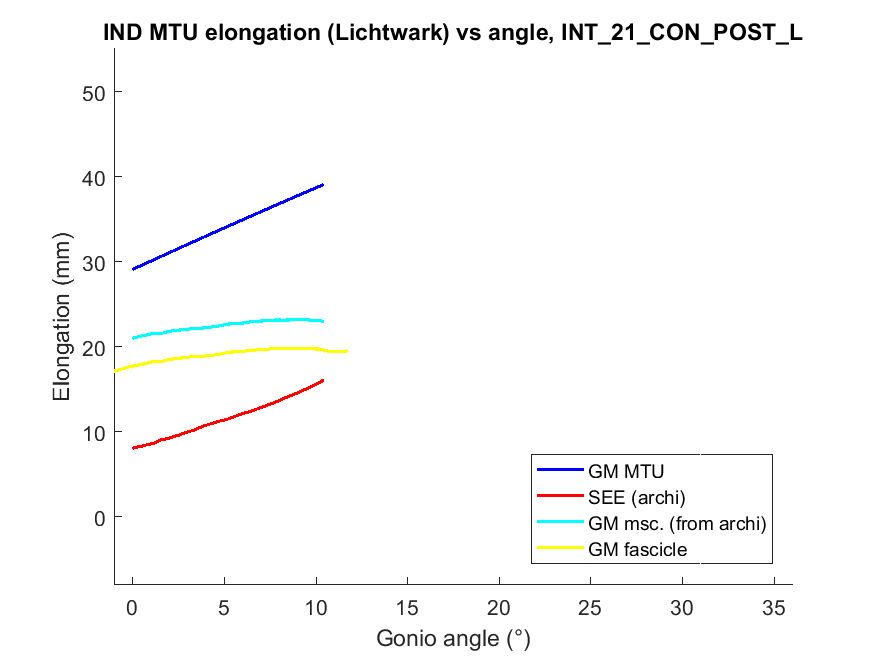 IND MTU elongation (Lichtwark) vs angle, INT_21_CON_POST_L
50
40
30
20
10
0
Elongation (mm)
0 5 10 15 20 25 30 35
Gonio angle (°)
GM MTU
SEE (archi)
GM msc. (from archi)
GM fascicle